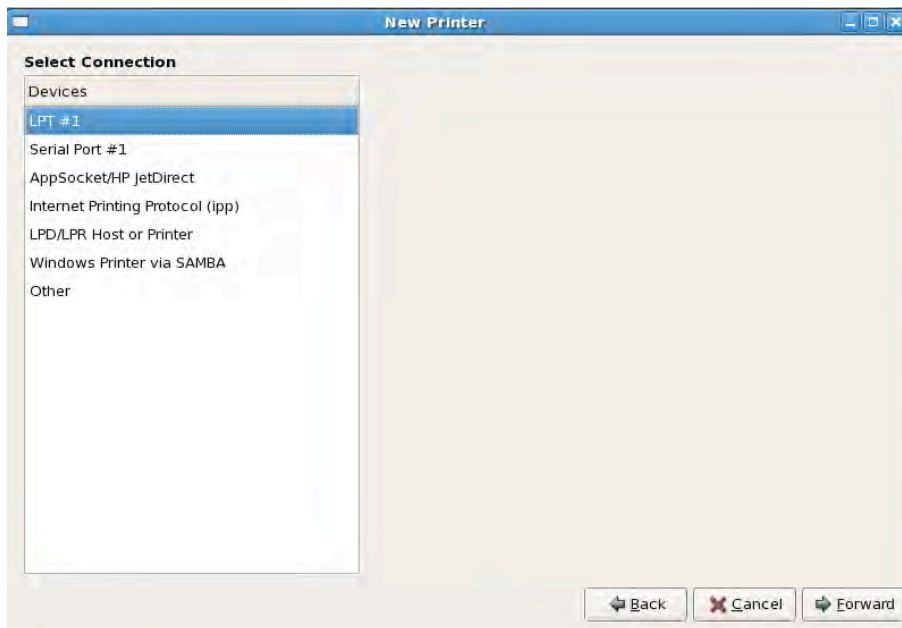 New Printer
Select Connection
Devices
LPT #1
Serial Port #1
AppSocket/HP JetDirect
Internet Printing Protocol (ipp)
LPD/LPR Host or Printer
Windows Printer via SAMBA
Other
Back Cancel Forward